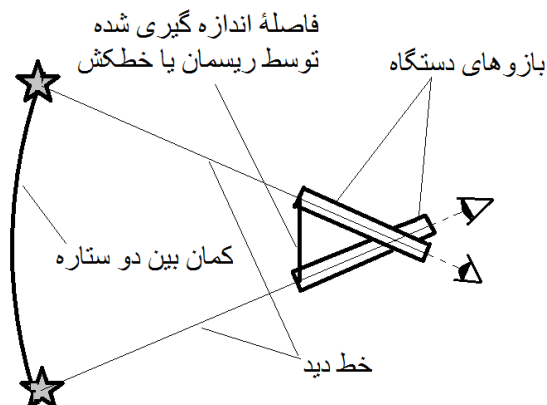 فاصلهٔ اندازه گیری شده
توسط ریسمان یا خطکش
بازوهای دستگاه
کمان بین دو ستاره
خط دید